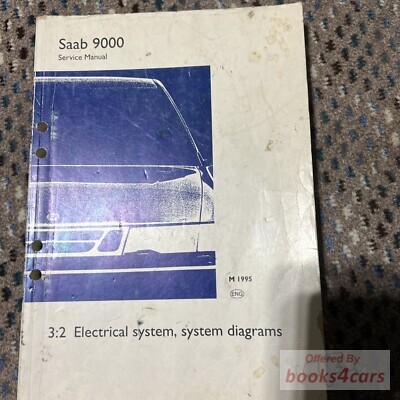 Saab 9000
Service Manual
M 1995
ENG
3:2 Electrical system, system diagrams
Offered By
books4cars